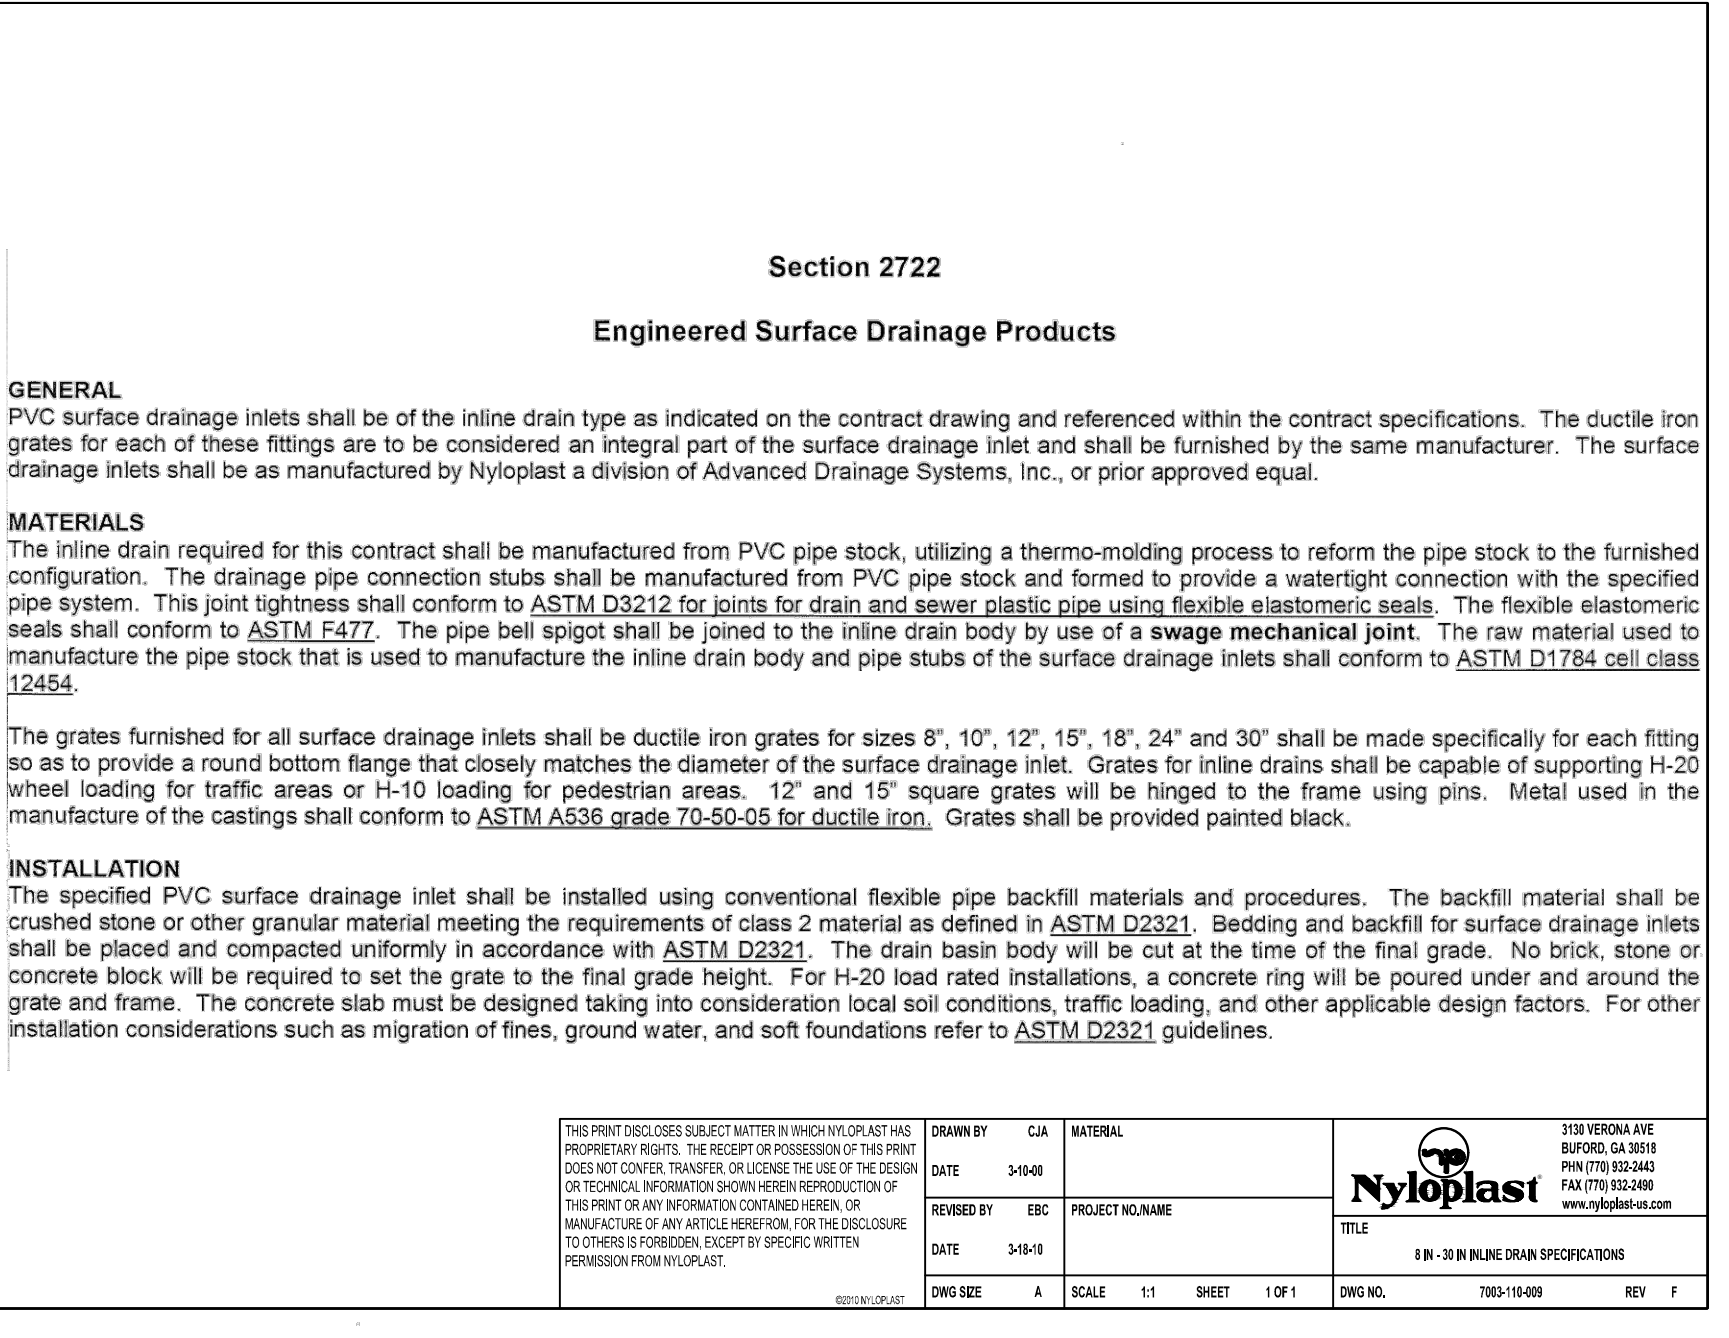 Section 2722
Engineered Surface Drainage Products
GENERAL
PVC surface drainage inlets shall be of the inline drain type as indicated on the contract drawing and referenced within the contract specifications. The ductile iron
grates for each of these fittings are to be considered an integral part of the surface drainage inlet and shall be furnished by the same manufacturer. The surface
drainage inlets shall be as manufactured by Nyloplast a division of Advanced Drainage Systems, Inc., or prior approved equal.
MATERIALS
The inline drain required for this contract shall be manufactured from PVC pipe stock, utilizing a thermo-molding process to reform the pipe stock to the furnished
configuration. The drainage pipe connection stubs shall be manufactured from PVC pipe stock and formed to provide a watertight connection with the specified
pipe system. This joint tightness shall conform to ASTM D3212 for joints for drain and sewer plastic pipe using flexible elastomeric seals. The flexible elastomeric
seals shall conform to ASTM F477. The pipe bell spigot shall be joined to the inline drain body by use of a swage mechanical joint. The raw material used to
manufacture the pipe stock that is used to manufacture the inline drain body and pipe stubs of the surface drainage inlets shall conform to ASTM D1784 cell class
12454.
The grates furnished for all surface drainage inlets shall be ductile iron grates for sizes 8", 10", 12", 15", 18", 24" and 30" shall be made specifically for each fitting
so as to provide a round bottom flange that closely matches the diameter of the surface drainage inlet. Grates for inline drains shall be capable of supporting H-20
wheel loading for traffic areas or H-10 loading for pedestrian areas. 12" and 15" square grates will be hinged to the frame using pins. Metal used in the
manufacture of the castings shall conform to ASTM A536 grade 70-50-05 for ductile iron. Grates shall be provided painted black.
INSTALLATION
The specified PVC surface drainage inlet shall be installed using conventional flexible pipe backfill materials and procedures. The backfill material shall be
crushed stone or other granular material meeting the requirements of class 2 material as defined in ASTM D2321. Bedding and backfill for surface drainage inlets
shall be placed and compacted uniformly in accordance with ASTM D2321. The drain basin body will be cut at the time of the final grade. No brick, stone or
concrete block will be required to set the grate to the final grade height. For H-20 load rated installations, a concrete ring will be poured under and around the
grate and frame. The concrete slab must be designed taking into consideration local soil conditions, traffic loading, and other applicable design factors. For other
installation considerations such as migration of fines, ground water, and soft foundations refer to ASTM D2321 guidelines.
THIS PRINT DISCLOSES SUBJECT MATTER IN WHICH NYLOPLAST HAS
PROPRIETARY RIGHTS. THE RECEIPT OR POSSESSION OF THIS PRINT
DOES NOT CONFER, TRANSFER, OR LICENSE THE USE OF THE DESIGN
OR TECHNICAL INFORMATION SHOWN HEREIN REPRODUCTION OF
THIS PRINT OR ANY INFORMATION CONTAINED HEREIN, OR
MANUFACTURE OF ANY ARTICLE HEREFROM, FOR THE DISCLOSURE
TO OTHERS IS FORBIDDEN, EXCEPT BY SPECIFIC WRITTEN
PERMISSION FROM NYLOPLAST.
©2010 NYLOPLAST
DRAWN BY CJA
DATE 3-10-00
REVISED BY EBC
DATE 3-18-10
DWG SIZE A
MATERIAL
PROJECT NO./NAME
SCALE 1:1 SHEET 1 OF 1
Nyloplast
3130 VERONA AVE
BUFORD, GA 30518
PHN (770) 932-2443
FAX (770) 932-2490
www.nyloplast-us.com
TITLE
8 IN - 30 IN INLINE DRAIN SPECIFICATIONS
DWG NO. 7003-110-009 REV F